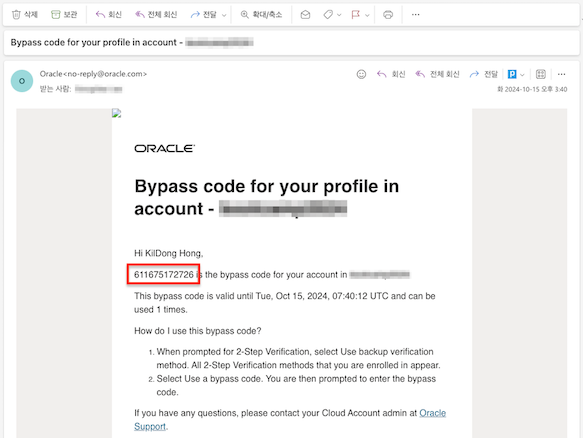 삭제 보관 회신 전체 회신 전달 확대/축소
Bypass code for your profile in account -
O Oracle<no-reply@oracle.com> 회신 전체 회신 전달
받는 사람: 화 2024-10-15 오후 3:40
ORACLE
Bypass code for your profile in
account -
Hi KilDong Hong,
611675172726 is the bypass code for your account in
This bypass code is valid until Tue, Oct 15, 2024, 07:40:12 UTC and can be
used 1 times.
How do I use this bypass code?
1. When prompted for 2-Step Verification, select Use backup verification
method. All 2-Step Verification methods that you are enrolled in appear.
2. Select Use a bypass code. You are then prompted to enter the bypass
code.
If you have any questions, please contact your Cloud Account admin at Oracle
Support.